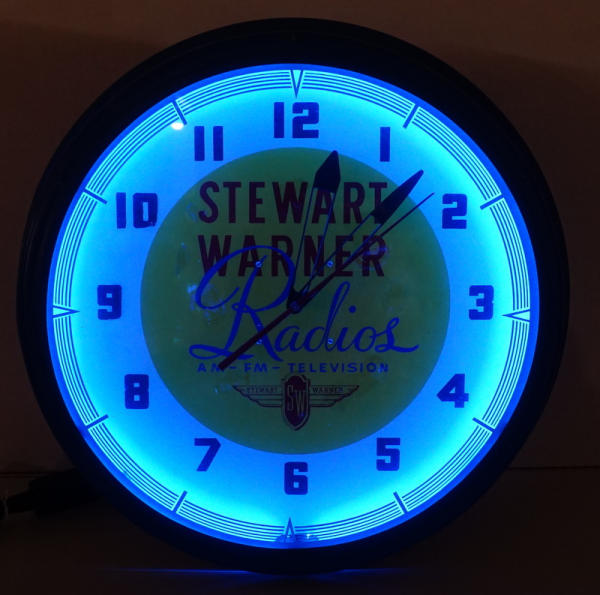 12
11 1
10 2
9 3
8 4
7 5
6
STEWART
WARNER
Radios
AM - FM - TELEVISION
STEWART WARNER
SW